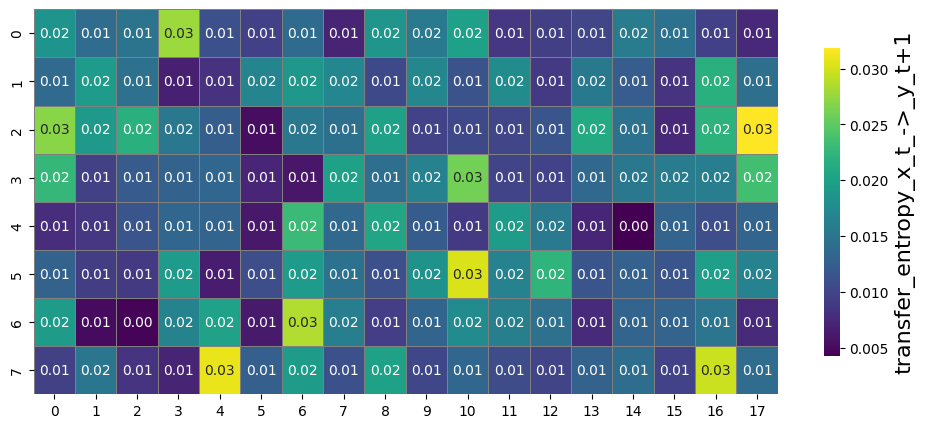 0 0.02 0.01 0.01 0.03 0.01 0.01 0.01 0.01 0.02 0.02 0.02 0.01 0.01 0.01 0.02 0.01 0.01 0.01
1 0.01 0.02 0.01 0.01 0.01 0.02 0.02 0.02 0.01 0.02 0.01 0.02 0.01 0.02 0.01 0.01 0.02 0.01
2 0.03 0.02 0.02 0.02 0.01 0.01 0.02 0.01 0.02 0.01 0.01 0.01 0.01 0.02 0.01 0.01 0.02 0.03
3 0.02 0.01 0.01 0.01 0.01 0.01 0.01 0.02 0.01 0.02 0.03 0.01 0.01 0.01 0.02 0.02 0.02 0.02
4 0.01 0.01 0.01 0.01 0.01 0.01 0.02 0.01 0.02 0.01 0.01 0.02 0.02 0.01 0.00 0.01 0.01 0.01
5 0.01 0.01 0.01 0.02 0.01 0.01 0.02 0.01 0.01 0.02 0.03 0.02 0.02 0.01 0.01 0.01 0.02 0.02
6 0.02 0.01 0.00 0.02 0.02 0.01 0.03 0.02 0.01 0.01 0.02 0.02 0.01 0.01 0.01 0.01 0.01 0.01
7 0.01 0.02 0.01 0.01 0.03 0.01 0.02 0.01 0.02 0.01 0.01 0.01 0.01 0.01 0.01 0.01 0.03 0.01
0 1 2 3 4 5 6 7 8 9 10 11 12 13 14 15 16 17
0.030
0.025
0.020
0.015
0.010
0.005
transfer_entropy_x_t_->_y_t+1